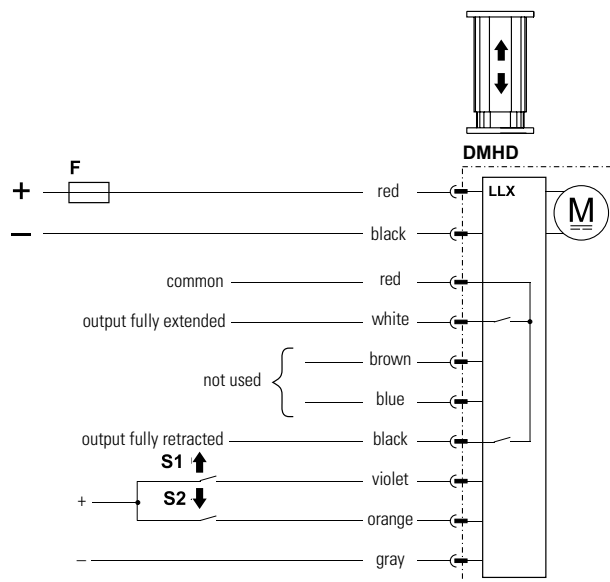 DMHD
F
+ red LLX
M
− black
common red
output fully extended white
brown
not used
blue
output fully retracted black
S1
violet
S2
+
orange
− gray